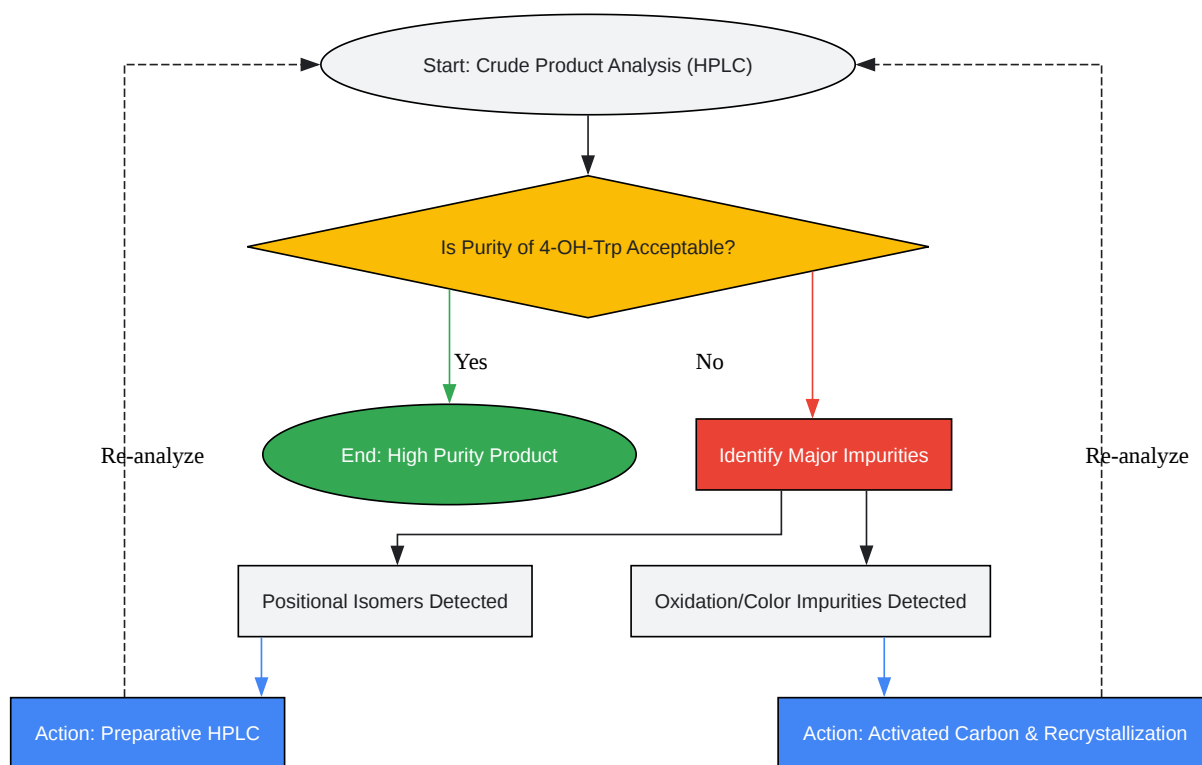 Start: Crude Product Analysis (HPLC)
Is Purity of 4-OH-Trp Acceptable?
Yes
No
Re-analyze
End: High Purity Product
Identify Major Impurities
Re-analyze
Positional Isomers Detected
Oxidation/Color Impurities Detected
Action: Preparative HPLC
Action: Activated Carbon & Recrystallization